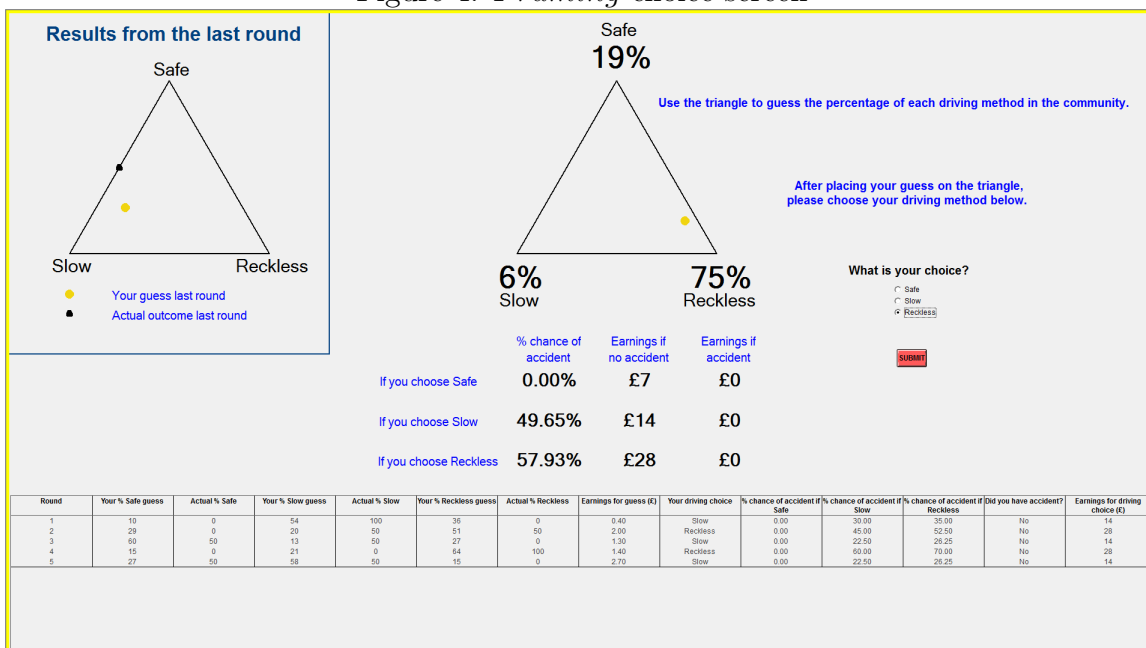 Results from the last round
Safe
Slow
Reckless
Your guess last round
Actual outcome last round
Safe
19%
Use the triangle to guess the percentage of each driving method in the community.
After placing your guess on the triangle,
please choose your driving method below.
6%
Slow
75%
Reckless
What is your choice?
Safe
Slow
Reckless
SUBMIT
% chance of accident Earnings if no accident Earnings if accident
If you choose Safe 0.00% £7 £0
If you choose Slow 49.65% £14 £0
If you choose Reckless 57.93% £28 £0
Round Your % Safe guess Actual % Safe Your % Slow guess Actual % Slow Your % Reckless guess Actual % Reckless Earnings for guess (£) Your driving choice % chance of accident if Safe % chance of accident if Slow % chance of accident if Reckless Did you have accident? Earnings for driving choice (£)
1 10 0 54 100 36 0 0.40 Slow 0.00 30.00 35.00 No 14
2 29 0 20 50 51 50 2.00 Reckless 0.00 45.00 52.50 No 28
3 60 50 13 50 27 0 1.30 Slow 0.00 22.50 26.25 No 14
4 15 0 21 0 64 100 1.40 Reckless 0.00 60.00 70.00 No 28
5 27 50 58 50 15 0 2.70 Slow 0.00 22.50 26.25 No 14